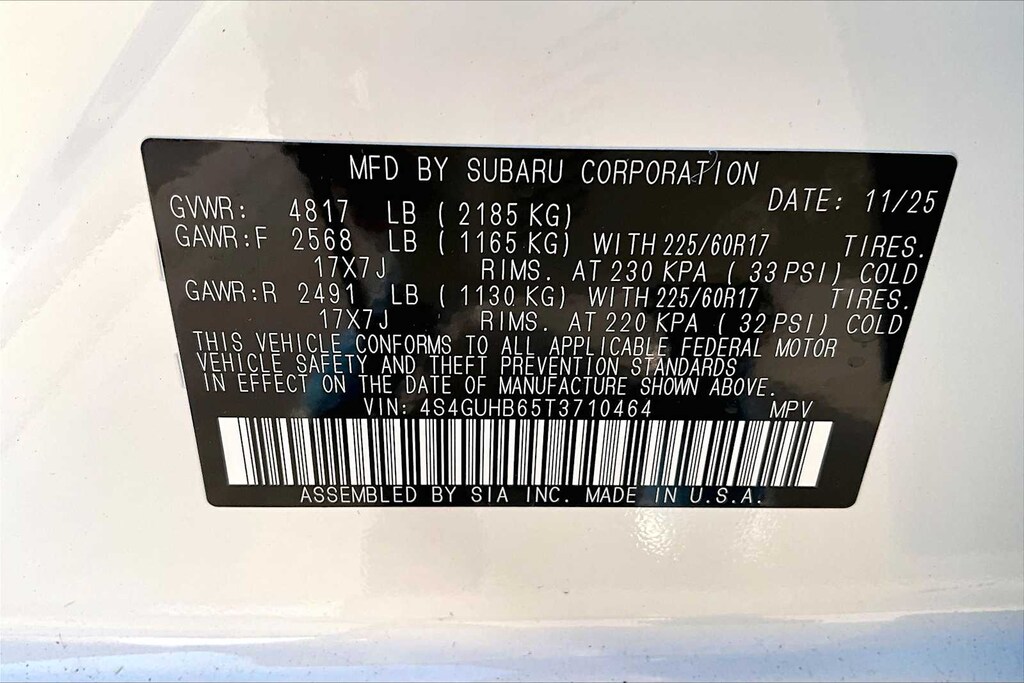 MFD BY SUBARU CORPORATION
DATE: 11/25
GVWR: 4817 LB ( 2185 KG)
GAWR:F 2568 LB ( 1165 KG) WITH 225/60R17 TIRES.
17X7J RIMS. AT 230 KPA ( 33 PSI) COLD
GAWR:R 2491 LB ( 1130 KG) WITH 225/60R17 TIRES.
17X7J RIMS. AT 220 KPA ( 32 PSI) COLD
THIS VEHICLE CONFORMS TO ALL APPLICABLE FEDERAL MOTOR
VEHICLE SAFETY AND THEFT PREVENTION STANDARDS
IN EFFECT ON THE DATE OF MANUFACTURE SHOWN ABOVE.
VIN: 4S4GUHB65T3710464 MPV
ASSEMBLED BY SIA INC. MADE IN U.S.A.